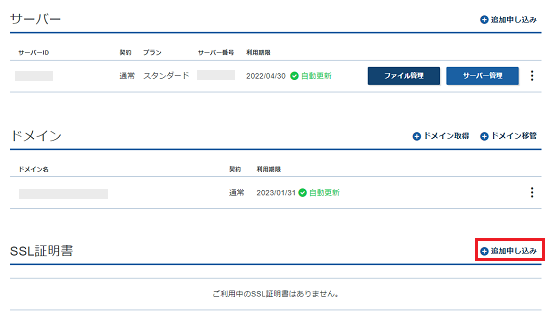 サーバー
追加申し込み
サーバーID 契約 プラン サーバー番号 利用期限
通常 スタンダード 2022/04/30 自動更新 ファイル管理 サーバー管理
ドメイン
ドメイン取得 ドメイン移管
ドメイン名 契約 利用期限
通常 2023/01/31 自動更新
SSL証明書
追加申し込み
ご利用中のSSL証明書はありません。